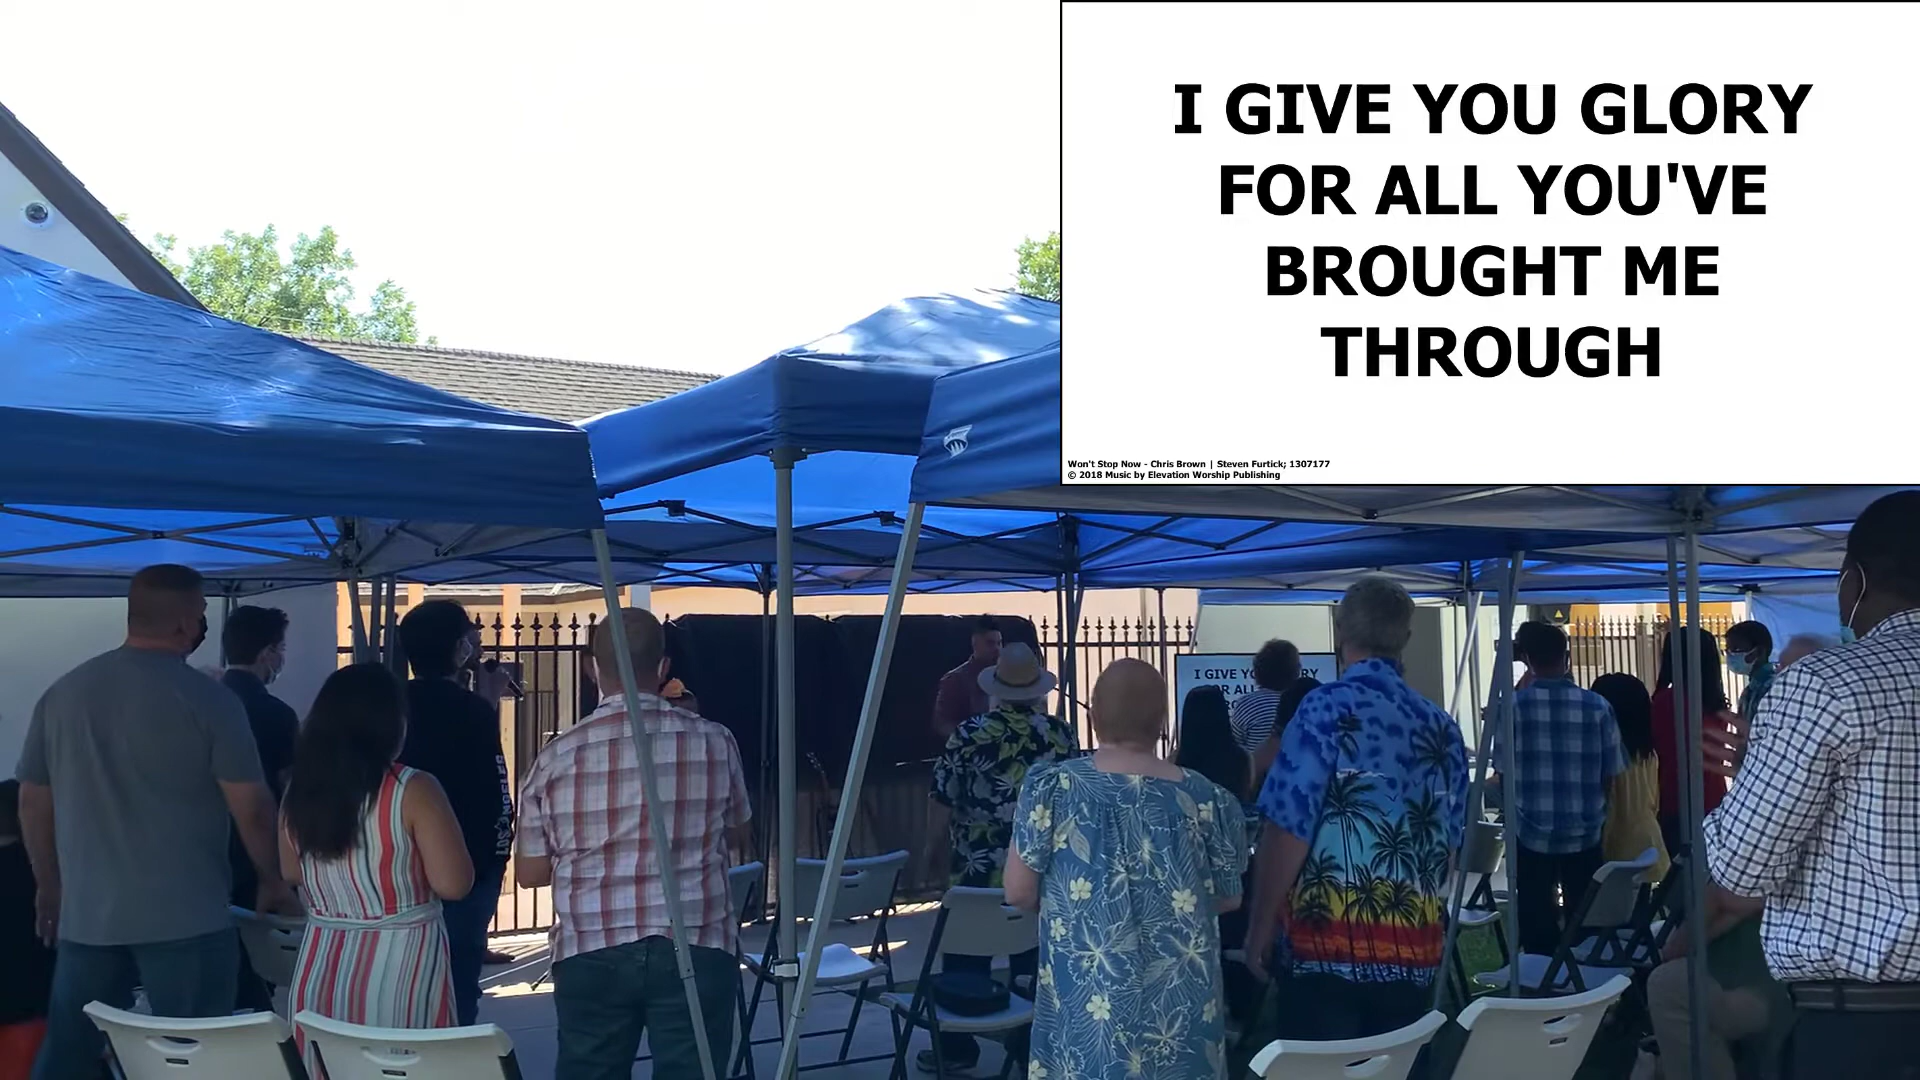 I GIVE YOU GLORY
FOR ALL YOU'VE
BROUGHT ME
THROUGH
Won't Stop Now - Chris Brown | Steven Furtick; 1307177
© 2018 Music by Elevation Worship Publishing
I GIVE